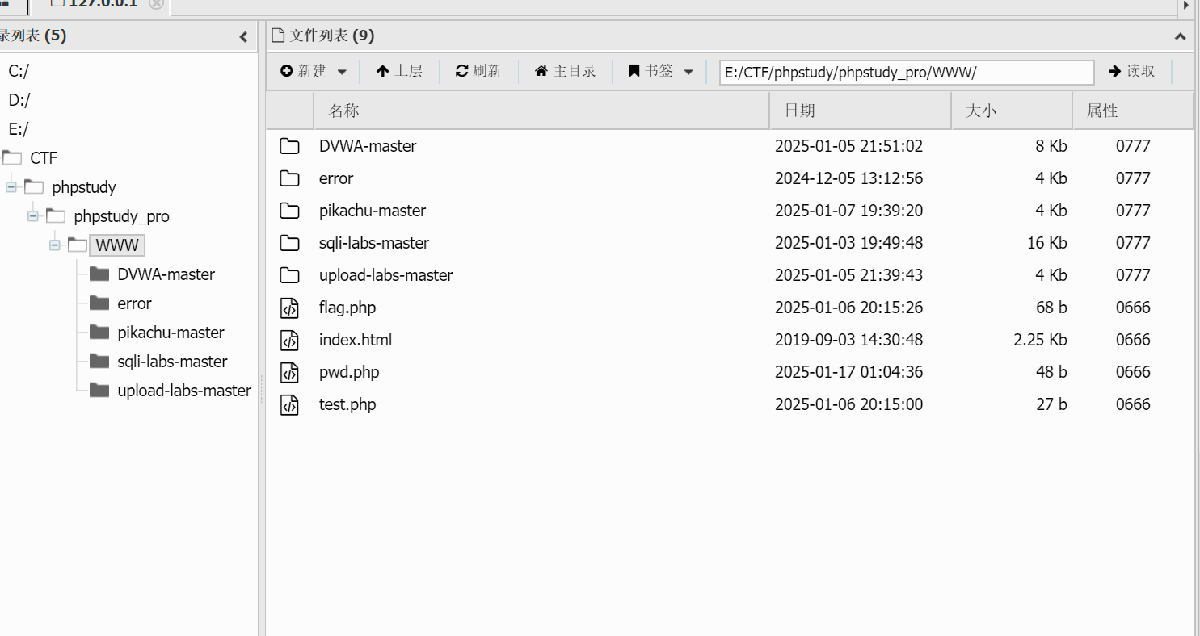 127.0.0.1
录列表 (5)
文件列表 (9)
新建
上层
刷新
主目录
书签
E:/CTF/phpstudy/phpstudy_pro/WWW/
读取
C:/
D:/
E:/
CTF
phpstudy
phpstudy_pro
WWW
DVWA-master
error
pikachu-master
sqli-labs-master
upload-labs-master
名称 日期 大小 属性
DVWA-master 2025-01-05 21:51:02 8 Kb 0777
error 2024-12-05 13:12:56 4 Kb 0777
pikachu-master 2025-01-07 19:39:20 4 Kb 0777
sqli-labs-master 2025-01-03 19:49:48 16 Kb 0777
upload-labs-master 2025-01-05 21:39:43 4 Kb 0777
flag.php 2025-01-06 20:15:26 68 b 0666
index.html 2019-09-03 14:30:48 2.25 Kb 0666
pwd.php 2025-01-17 01:04:36 48 b 0666
test.php 2025-01-06 20:15:00 27 b 0666